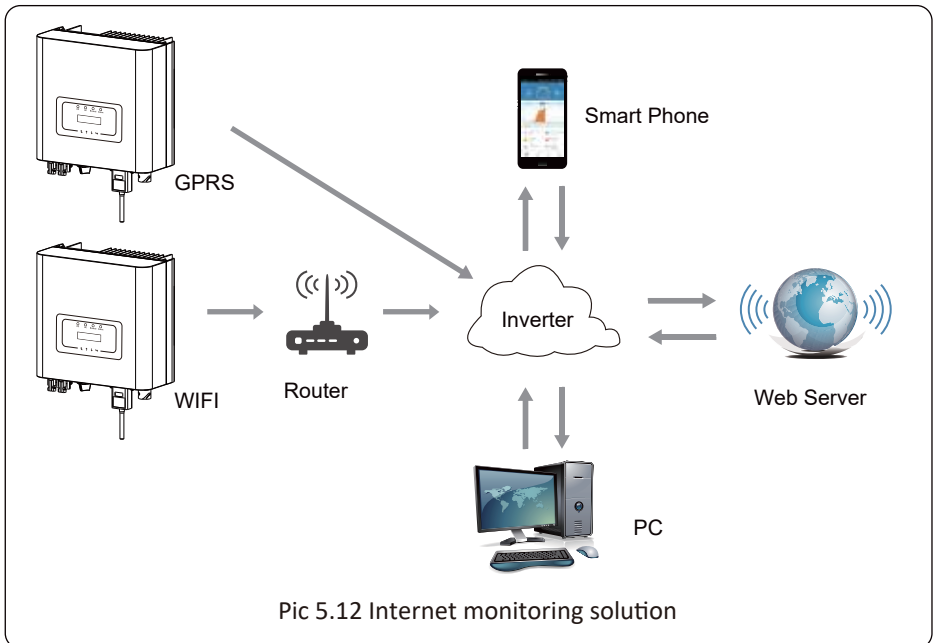 Smart Phone
GPRS
Inverter
WIFI
Router
Web Server
PC
Pic 5.12 Internet monitoring solution